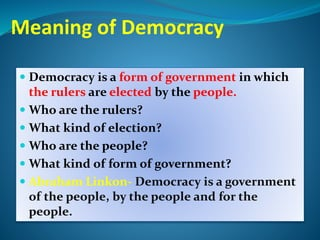 Meaning of Democracy
Democracy is a form of government in which
the rulers are elected by the people.
Who are the rulers?
What kind of election?
Who are the people?
What kind of form of government?
Abraham Linkon- Democracy is a government
of the people, by the people and for the
people.